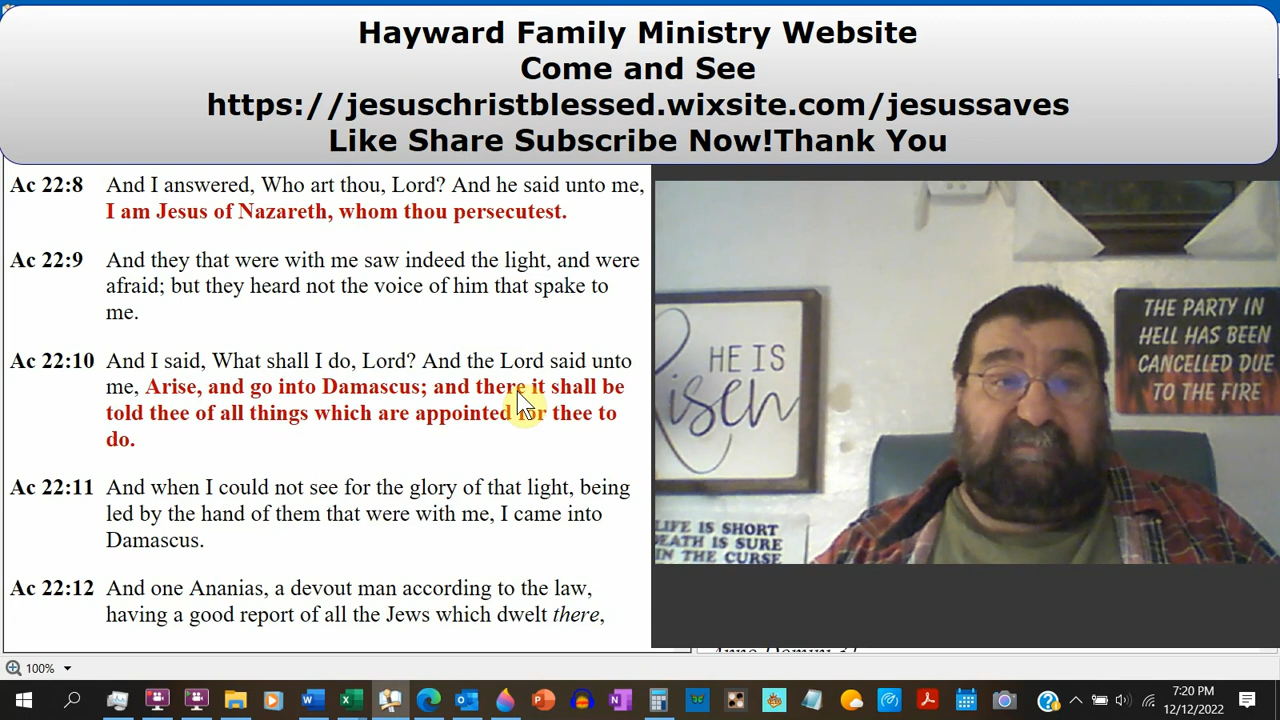 Hayward Family Ministry Website
Come and See
https://jesuschristblessed.wixsite.com/jesussaves
Like Share Subscribe Now!Thank You
Ac 22:8 And I answered, Who art thou, Lord? And he said unto me,
I am Jesus of Nazareth, whom thou persecutest.
Ac 22:9 And they that were with me saw indeed the light, and were
afraid; but they heard not the voice of him that spake to
me.
Ac 22:10 And I said, What shall I do, Lord? And the Lord said unto
me, Arise, and go into Damascus; and there it shall be
told thee of all things which are appointed for thee to
do.
Ac 22:11 And when I could not see for the glory of that light, being
led by the hand of them that were with me, I came into
Damascus.
Ac 22:12 And one Ananias, a devout man according to the law,
having a good report of all the Jews which dwelt there,
HE IS
Risen
THE PARTY IN
HELL HAS BEEN
CANCELLED DUE
TO THE FIRE
LIFE IS SHORT
DEATH IS SURE
IN THE CURSE
100%
7:20 PM
12/12/2022